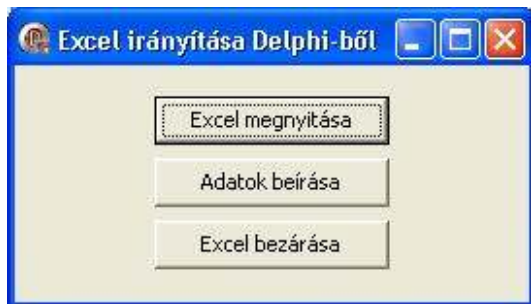 Excel irányítása Delphi-ből
Excel megnyitása
Adatok beírása
Excel bezárása